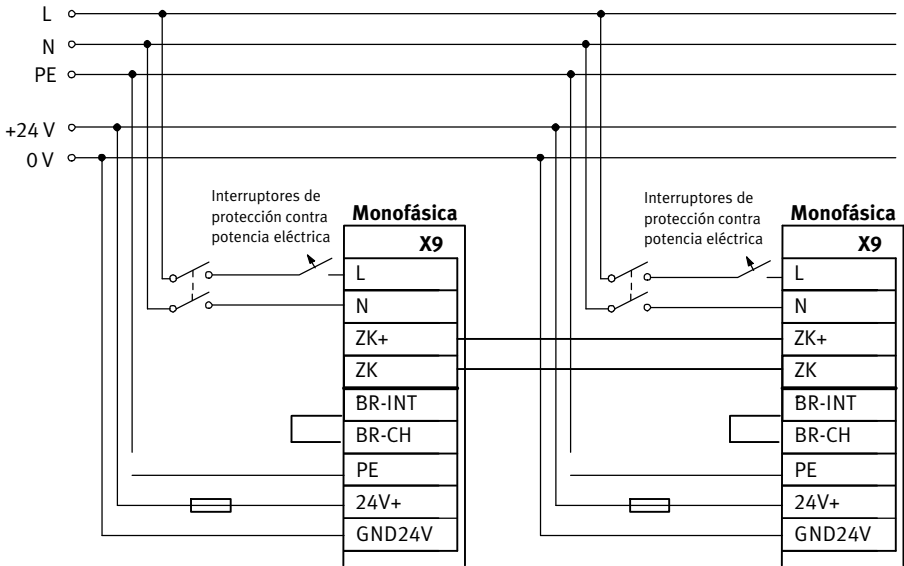 L
N
PE
+24 V
0 V
Interruptores de
protección contra
potencia eléctrica
Monofásica
X9
L
N
ZK+
ZK
BR-INT
BR-CH
PE
24V+
GND24V
Interruptores de
protección contra
potencia eléctrica
Monofásica
X9
L
N
ZK+
ZK
BR-INT
BR-CH
PE
24V+
GND24V